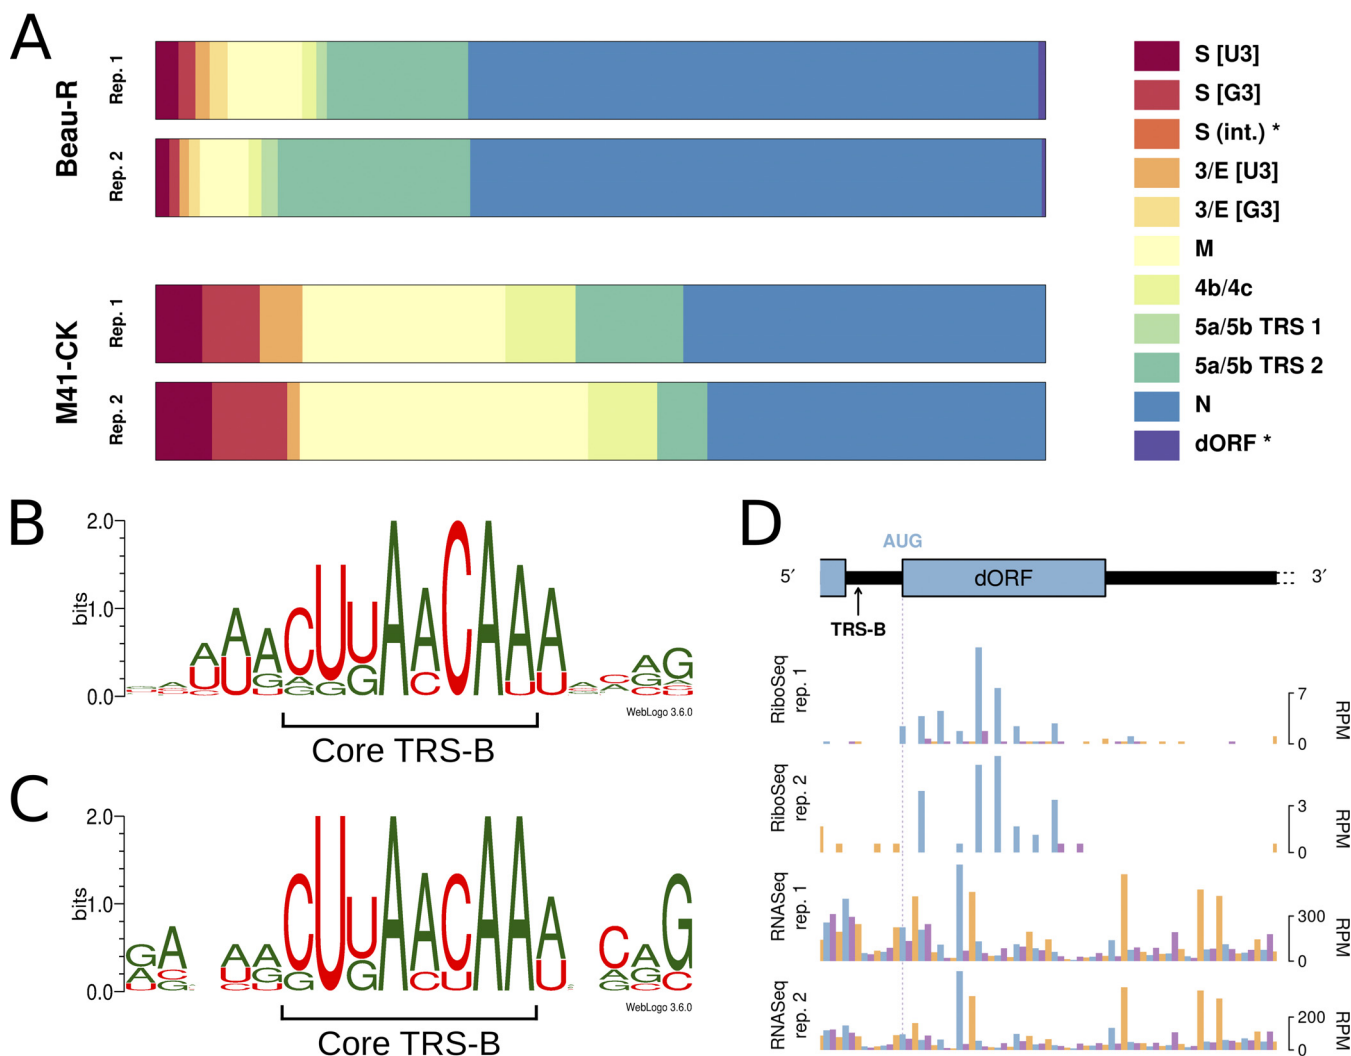 A
Beau-R
Rep. 1
Rep. 2
M41-CK
Rep. 1
Rep. 2
S [U3]
S [G3]
S (int.) *
3/E [U3]
3/E [G3]
M
4b/4c
5a/5b TRS 1
5a/5b TRS 2
N
dORF *
B
bits
2.0
1.0
0.0
WebLogo 3.6.0
Core TRS-B
C
bits
2.0
1.0
0.0
WebLogo 3.6.0
Core TRS-B
D
AUG
5′
dORF
3′
TRS-B
RiboSeq
rep. 1
7
0
RPM
RiboSeq
rep. 2
3
0
RPM
RNASeq
rep. 1
300
0
RPM
RNASeq
rep. 2
200
0
RPM